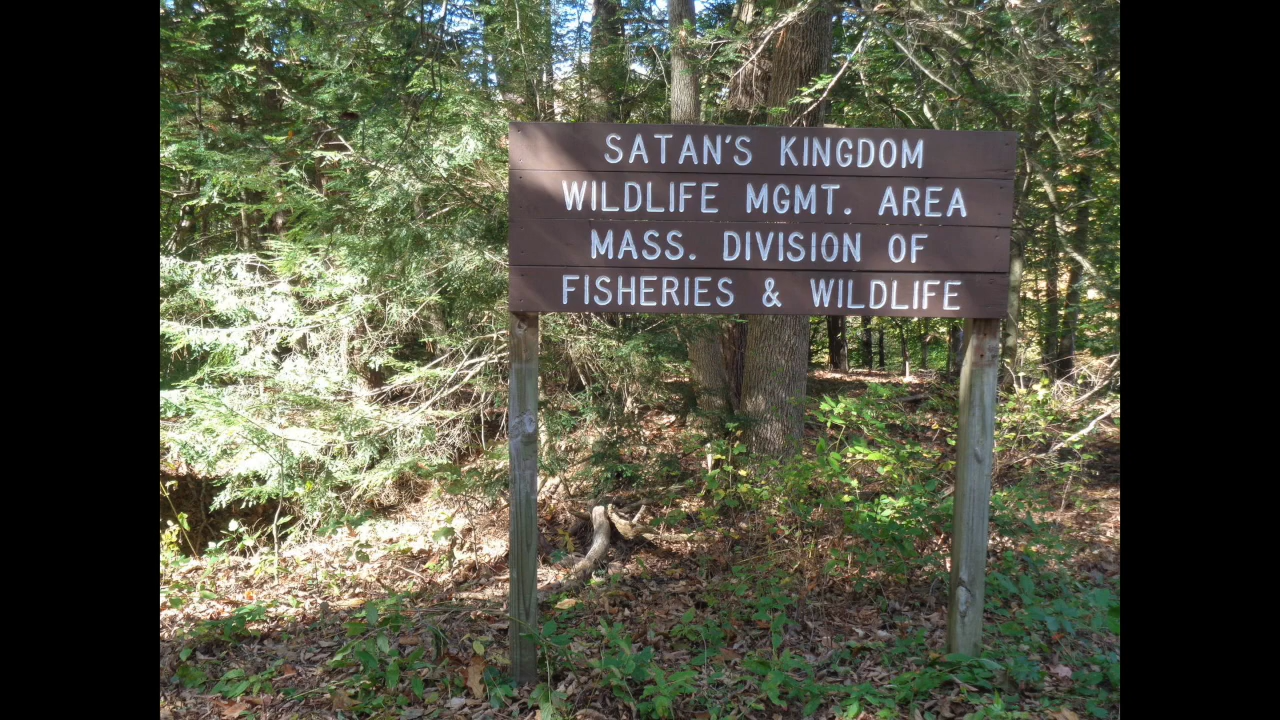 SATAN'S KINGDOM
WILDLIFE MGMT. AREA
MASS. DIVISION OF
FISHERIES & WILDLIFE